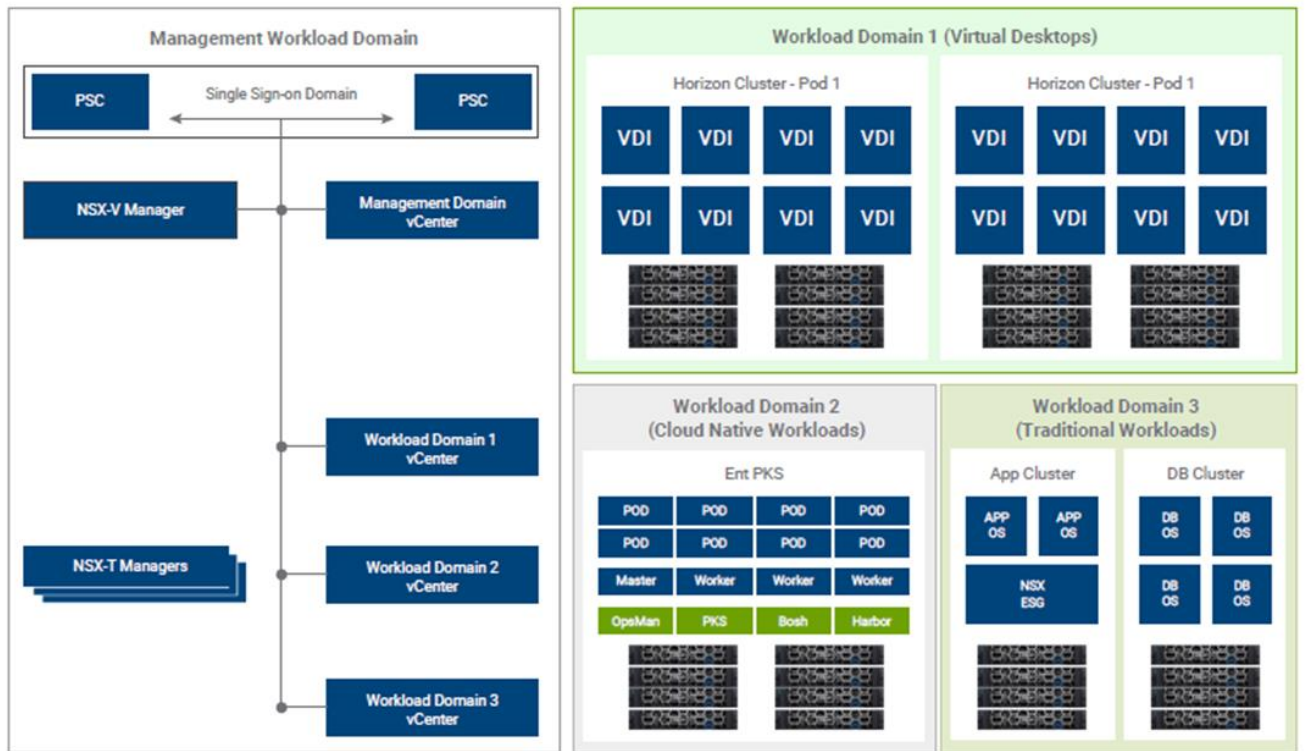 Management Workload Domain
PSC
Single Sign-on Domain
PSC
NSX-V Manager
Management Domain
vCenter
Workload Domain 1
vCenter
NSX-T Managers
Workload Domain 2
vCenter
Workload Domain 3
vCenter
Workload Domain 1 (Virtual Desktops)
Horizon Cluster - Pod 1
VDI VDI VDI VDI
VDI VDI VDI VDI
Horizon Cluster - Pod 1
VDI VDI VDI VDI
VDI VDI VDI VDI
Workload Domain 2
(Cloud Native Workloads)
Ent PKS
POD POD POD POD
POD POD POD POD
Master Worker Worker Worker
OpsMan PKS Bosh Harbor
Workload Domain 3
(Traditional Workloads)
App Cluster
APP
OS
APP
OS
NSX
ESG
DB Cluster
DB
OS
DB
OS
DB
OS
DB
OS